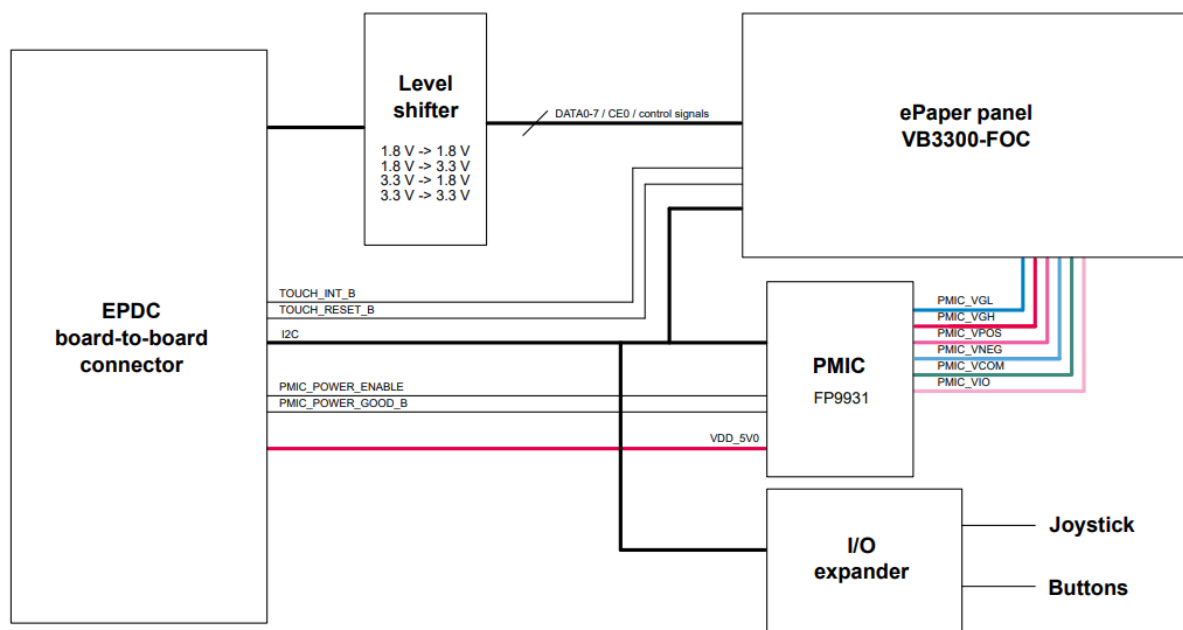 Level
shifter
1.8 V -> 1.8 V
1.8 V -> 3.3 V
3.3 V -> 1.8 V
3.3 V -> 3.3 V
DATA0-7 / CE0 / control signals
ePaper panel
VB3300-FOC
EPDC
board-to-board
connector
TOUCH_INT_B
TOUCH_RESET_B
I2C
PMIC_POWER_ENABLE
PMIC_POWER_GOOD_B
VDD_5V0
PMIC
FP9931
PMIC_VGL
PMIC_VGH
PMIC_VPOS
PMIC_VNEG
PMIC_VCOM
PMIC_VIO
I/O
expander
Joystick
Buttons